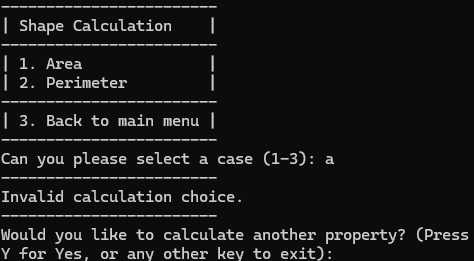 ------------------------
| Shape Calculation    |
------------------------
| 1. Area              |
| 2. Perimeter         |
------------------------
| 3. Back to main menu |
------------------------
Can you please select a case (1-3): a
------------------------
Invalid calculation choice.
------------------------
Would you like to calculate another property? (Press
Y for Yes, or any other key to exit):